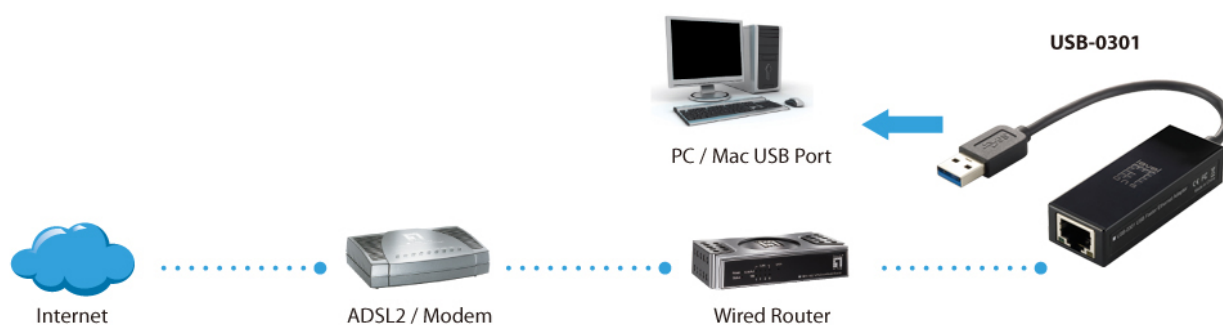 USB-0301
PC / Mac USB Port
Internet
ADSL2 / Modem
Wired Router